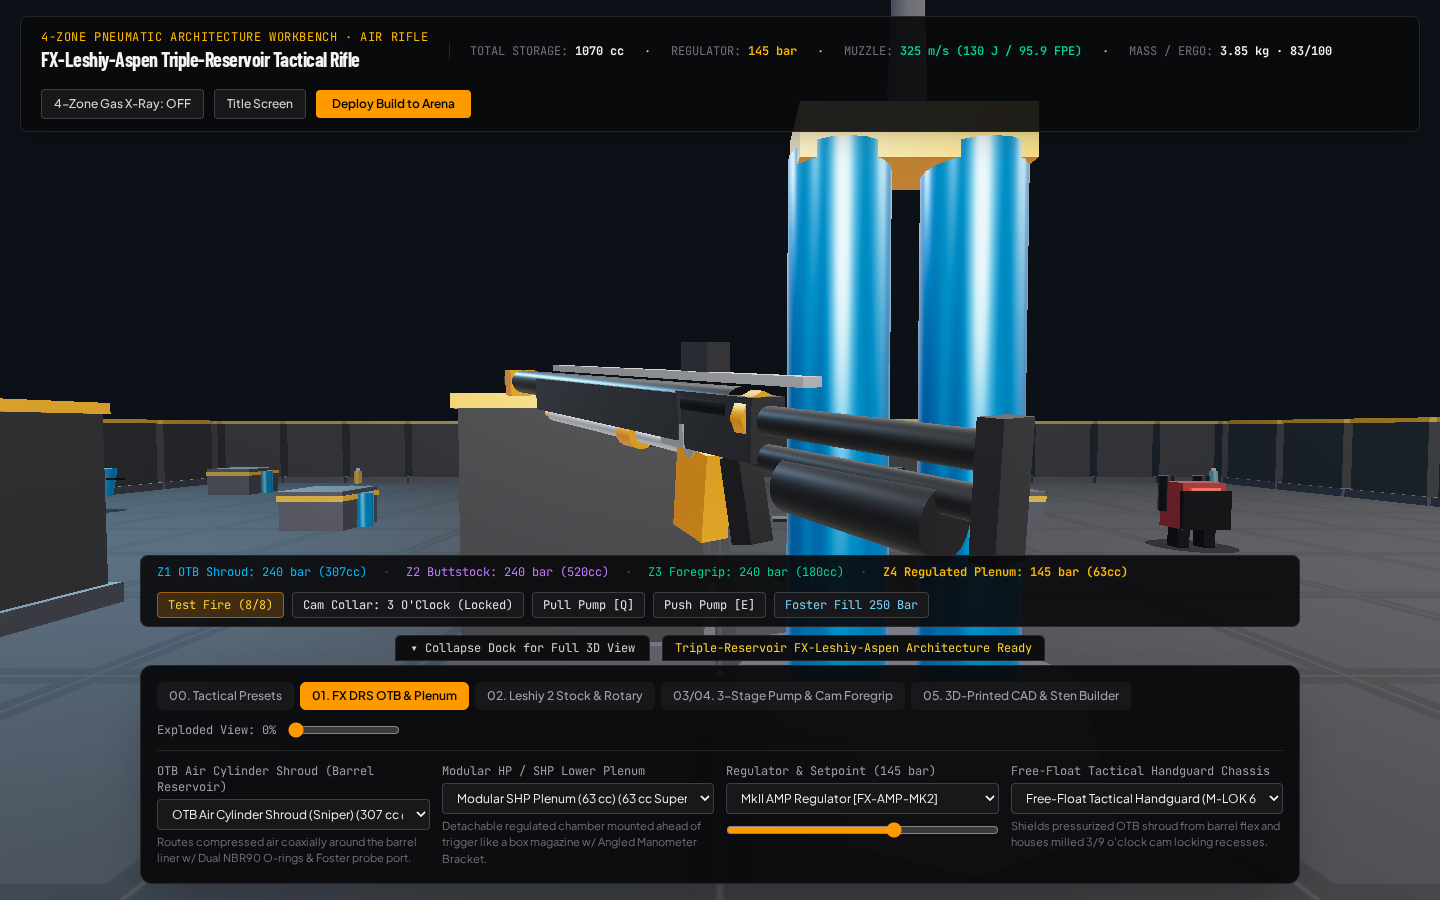 4-ZONE PNEUMATIC ARCHITECTURE WORKBENCH · AIR RIFLE
FX-Leshiy-Aspen Triple-Reservoir Tactical Rifle
TOTAL STORAGE: 1070 cc · REGULATOR: 145 bar · MUZZLE: 325 m/s (130 J / 95.9 FPE) · MASS / ERGO: 3.85 kg · 83/100
4-Zone Gas X-Ray: OFF
Title Screen
Deploy Build to Arena
Z1 OTB Shroud: 240 bar (307cc) · Z2 Buttstock: 240 bar (520cc) · Z3 Foregrip: 240 bar (180cc) · Z4 Regulated Plenum: 145 bar (63cc)
Test Fire (8/8)
Cam Collar: 3 O'Clock (Locked)
Pull Pump [Q]
Push Pump [E]
Foster Fill 250 Bar
▾ Collapse Dock for Full 3D View
Triple-Reservoir FX-Leshiy-Aspen Architecture Ready
00. Tactical Presets
01. FX DRS OTB & Plenum
02. Leshiy 2 Stock & Rotary
03/04. 3-Stage Pump & Cam Foregrip
05. 3D-Printed CAD & Sten Builder
Exploded View: 0%
OTB Air Cylinder Shroud (Barrel
Reservoir)
OTB Air Cylinder Shroud (Sniper) (307 cc
Routes compressed air coaxially around the barrel
liner w/ Dual NBR90 O-rings & Foster probe port.
Modular HP / SHP Lower Plenum
Modular SHP Plenum (63 cc) (63 cc Super
Detachable regulated chamber mounted ahead of
trigger like a box magazine w/ Angled Manometer
Bracket.
Regulator & Setpoint (145 bar)
MkII AMP Regulator [FX-AMP-MK2]
Free-Float Tactical Handguard Chassis
Free-Float Tactical Handguard (M-LOK 6
Shields pressurized OTB shroud from barrel flex and
houses milled 3/9 o'clock cam locking recesses.